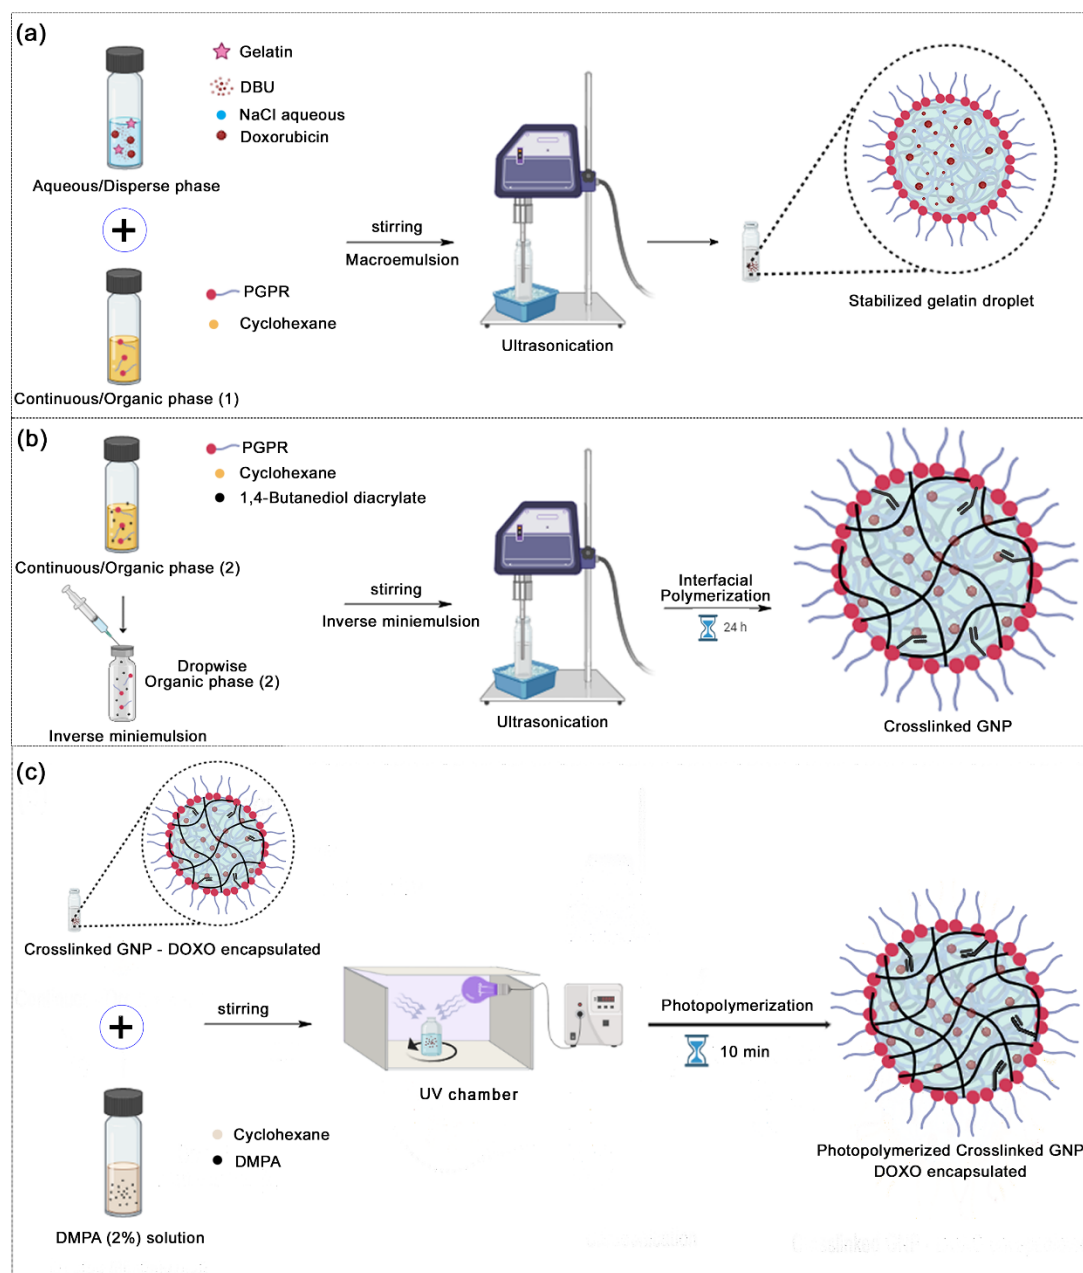 (a)
Gelatin
DBU
NaCl aqueous
Doxorubicin
Aqueous/Disperse phase
+
PGPR
Cyclohexane
Continuous/Organic phase (1)
stirring
Macroemulsion
Ultrasonication
Stabilized gelatin droplet
(b)
PGPR
Cyclohexane
1,4-Butanediol diacrylate
Continuous/Organic phase (2)
Dropwise
Organic phase (2)
Inverse miniemulsion
stirring
Inverse miniemulsion
Ultrasonication
Interfacial
Polymerization
24 h
Crosslinked GNP
(c)
Crosslinked GNP - DOXO encapsulated
+
Cyclohexane
DMPA
DMPA (2%) solution
stirring
UV chamber
Photopolymerization
10 min
Photopolymerized Crosslinked GNP
DOXO encapsulated